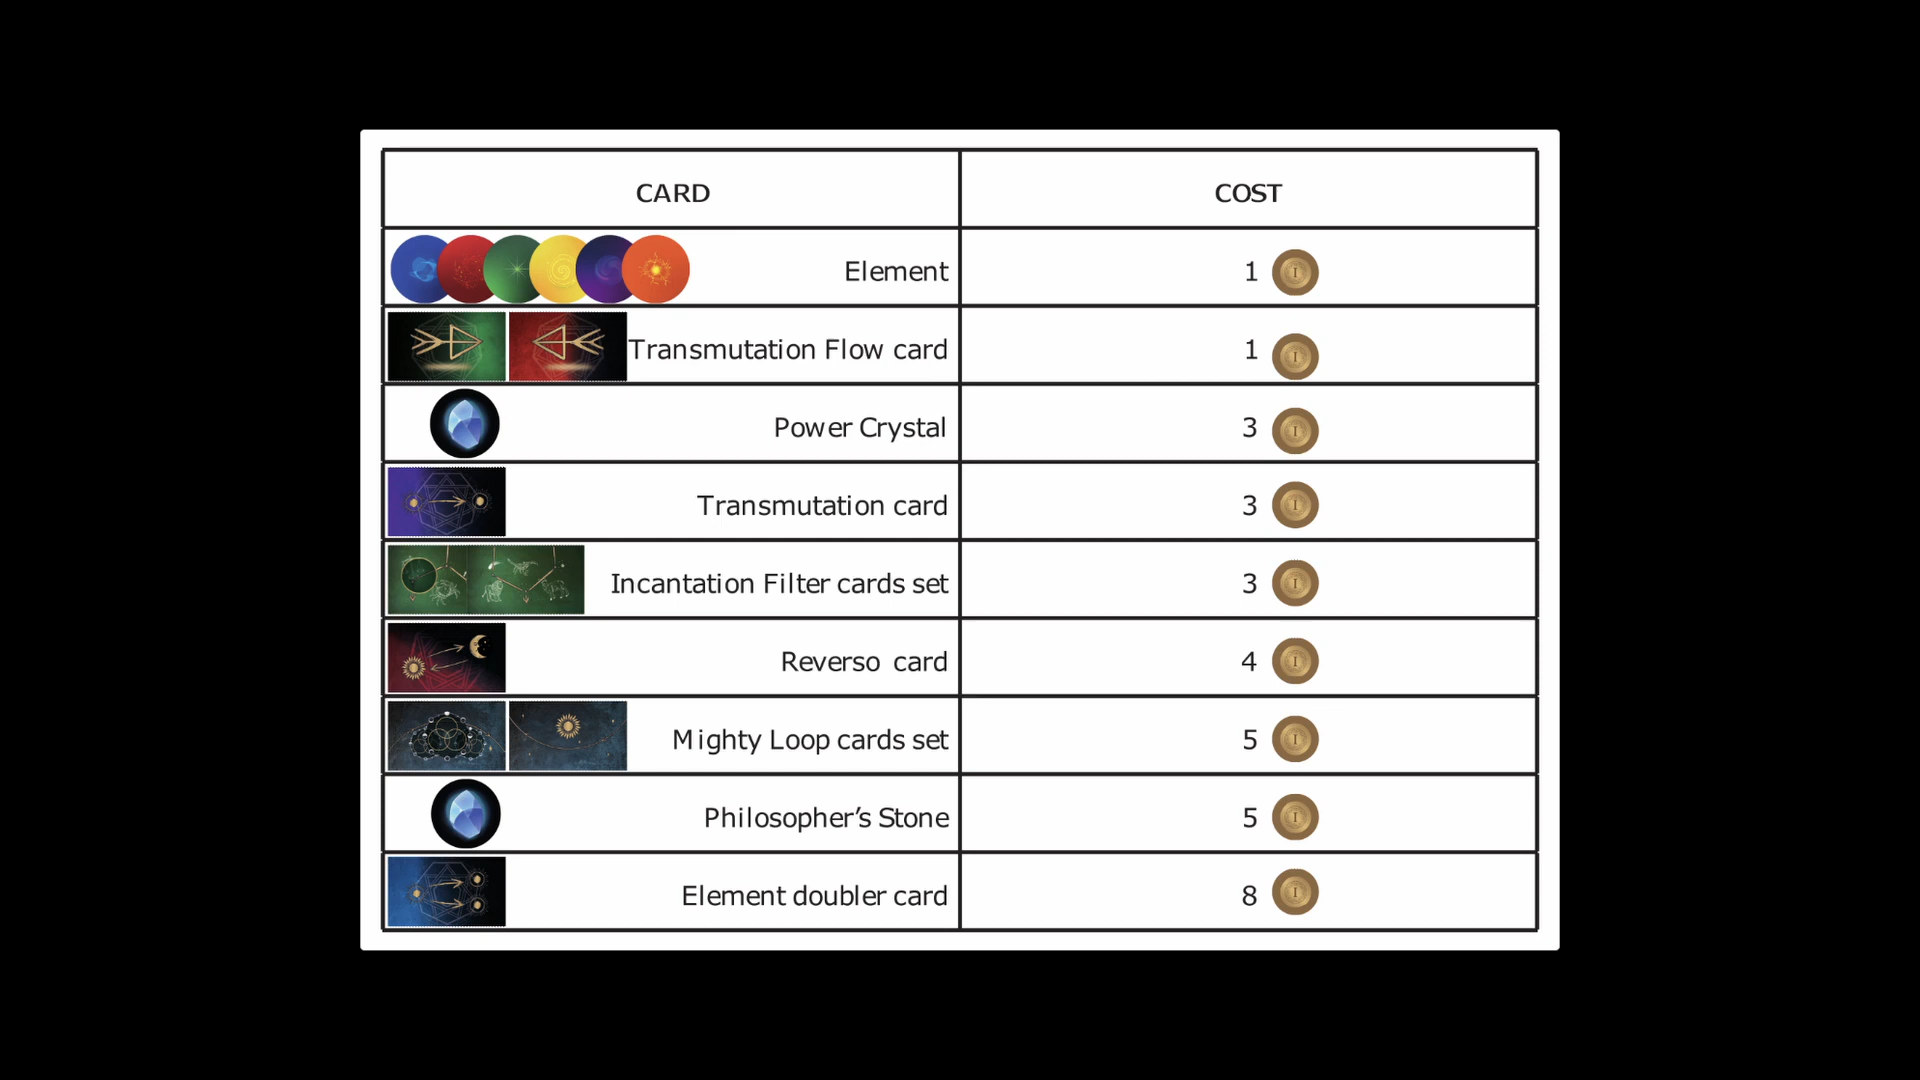 CARD COST
Element 1 I
Transmutation Flow card 1 I
Power Crystal 3 I
Transmutation card 3 I
Incantation Filter cards set 3 I
Reverso card 4 I
Mighty Loop cards set 5 I
Philosopher’s Stone 5 I
Element doubler card 8 I